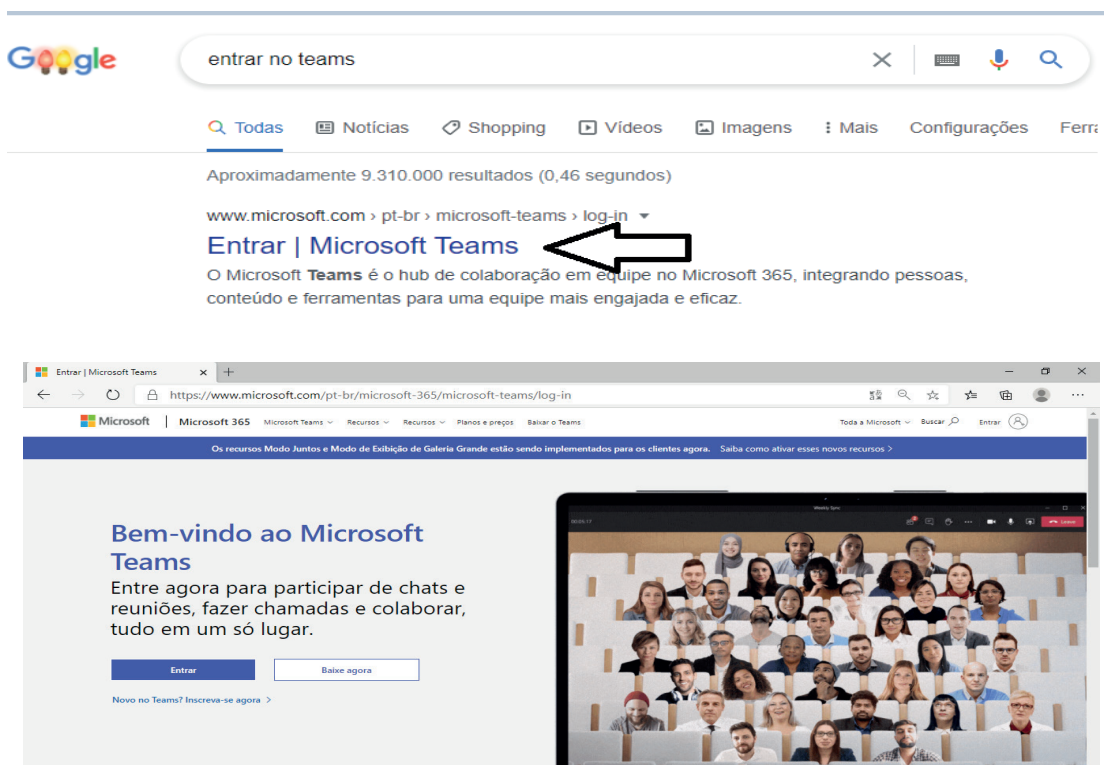 Google
entrar no teams
Todas Notícias Shopping Vídeos Imagens Mais Configurações Ferra
Aproximadamente 9.310.000 resultados (0,46 segundos)
www.microsoft.com › pt-br › microsoft-teams › log-in
Entrar | Microsoft Teams
O Microsoft Teams é o hub de colaboração em equipe no Microsoft 365, integrando pessoas,
conteúdo e ferramentas para uma equipe mais engajada e eficaz.
Entrar | Microsoft Teams
https://www.microsoft.com/pt-br/microsoft-365/microsoft-teams/log-in
Microsoft Microsoft 365 Microsoft Teams Recursos Recursos Planos e preços Baixar o Teams Toda a Microsoft Buscar Entrar
Os recursos Modo Juntos e Modo de Exibição de Galeria Grande estão sendo implementados para os clientes agora. Saiba como ativar esses novos recursos >
Weekly Sync
Leave
Bem-vindo ao Microsoft
Teams
Entre agora para participar de chats e
reuniões, fazer chamadas e colaborar,
tudo em um só lugar.
Entrar Baixe agora
Novo no Teams? Inscreva-se agora >